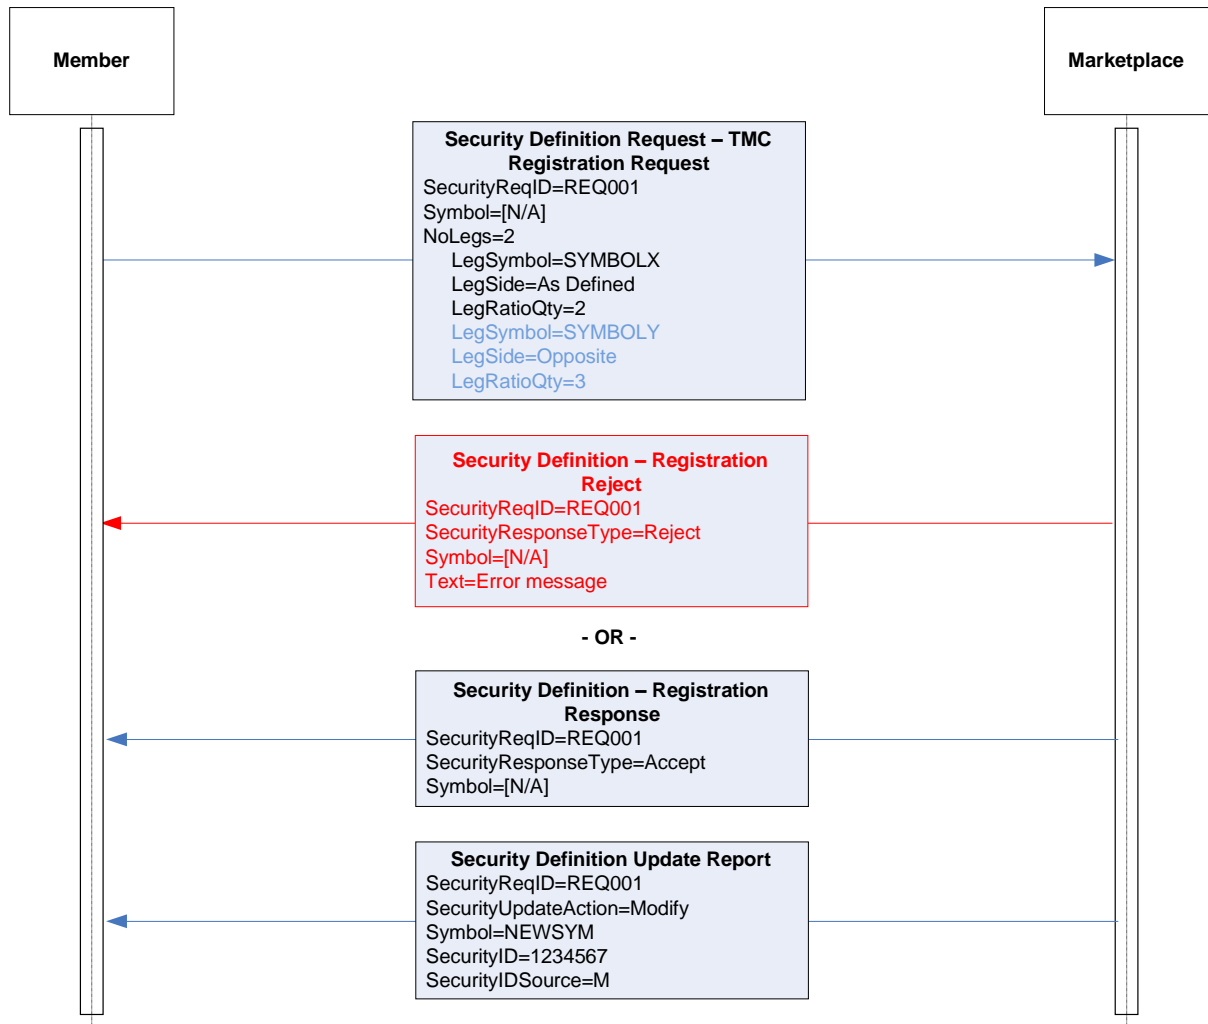 Member
Marketplace
Security Definition Request – TMC
Registration Request
SecurityReqID=REQ001
Symbol=[N/A]
NoLegs=2
LegSymbol=SYMBOLX
LegSide=As Defined
LegRatioQty=2
LegSymbol=SYMBOLY
LegSide=Opposite
LegRatioQty=3
Security Definition – Registration
Reject
SecurityReqID=REQ001
SecurityResponseType=Reject
Symbol=[N/A]
Text=Error message
- OR -
Security Definition – Registration
Response
SecurityReqID=REQ001
SecurityResponseType=Accept
Symbol=[N/A]
Security Definition Update Report
SecurityReqID=REQ001
SecurityUpdateAction=Modify
Symbol=NEWSYM
SecurityID=1234567
SecurityIDSource=M